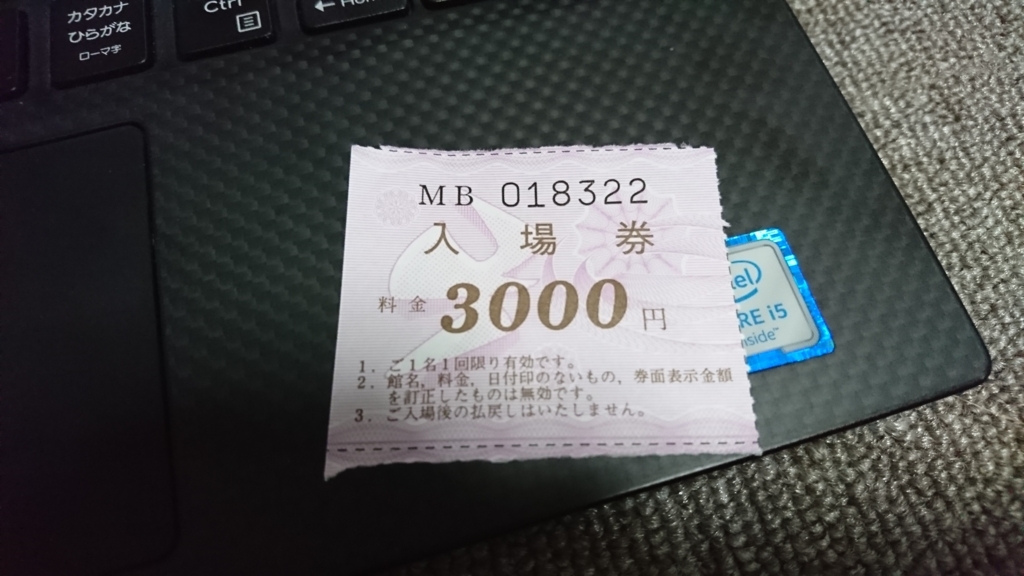 カタカナ
ひらがな
ローマ字
Ctrl
MB 018322
入場券
料金 3000 円
1. ご1名1回限り有効です。
2. 館名、料金、日付印のないもの、券面表示金額
を訂正したものは無効です。
3. ご入場後の払戻しはいたしません。
tel
RE i5
nside™